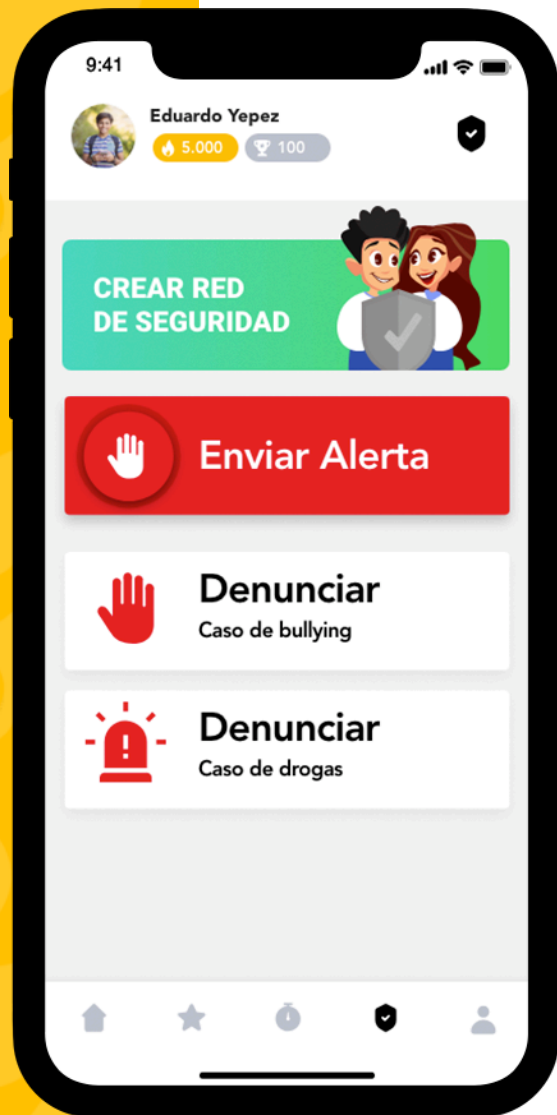 9:41
Eduardo Yepez
5.000
100
CREAR RED
DE SEGURIDAD
Enviar Alerta
Denunciar
Caso de bullying
Denunciar
Caso de drogas